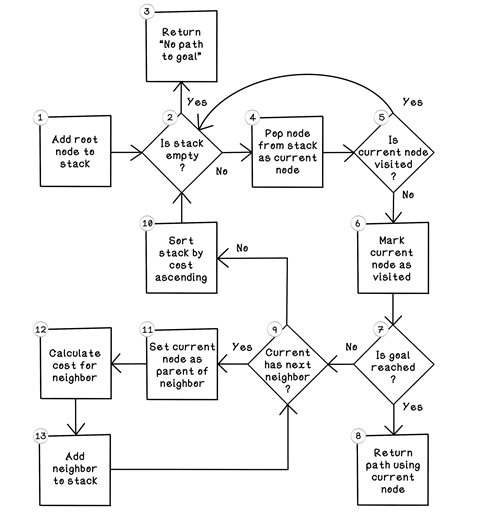 3
Return
"No path
to goal"
Yes
1
Add root
node to
stack
2
Is stack
empty
?
No
4
Pop node
from stack
as current
node
5
Is
current node
visited
?
Yes
No
6
Mark
current
node as
visited
10
Sort
stack by
cost
ascending
No
12
Calculate
cost for
neighbor
11
Set current
node as
parent of
neighbor
Yes
9
Current
has next
neighbor
?
No
7
Is goal
reached
?
Yes
13
Add
neighbor
to stack
8
Return
path using
current
node